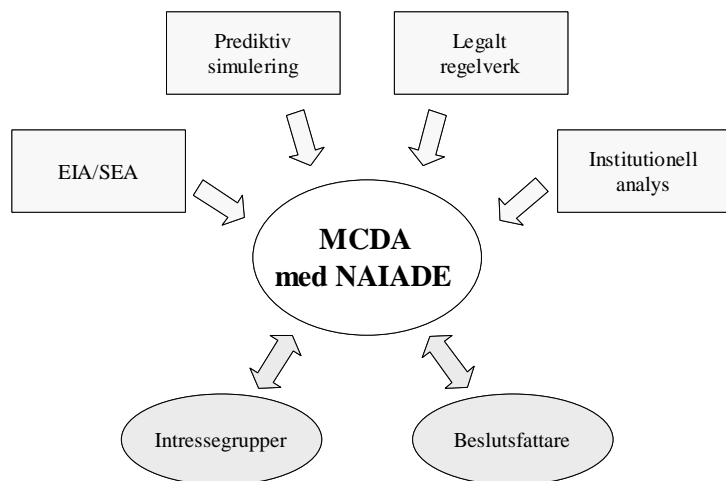 Prediktiv
simulering
Legalt
regelverk
EIA/SEA
Institutionell
analys
MCDA
med NAIADE
Intressegrupper
Beslutsfattare